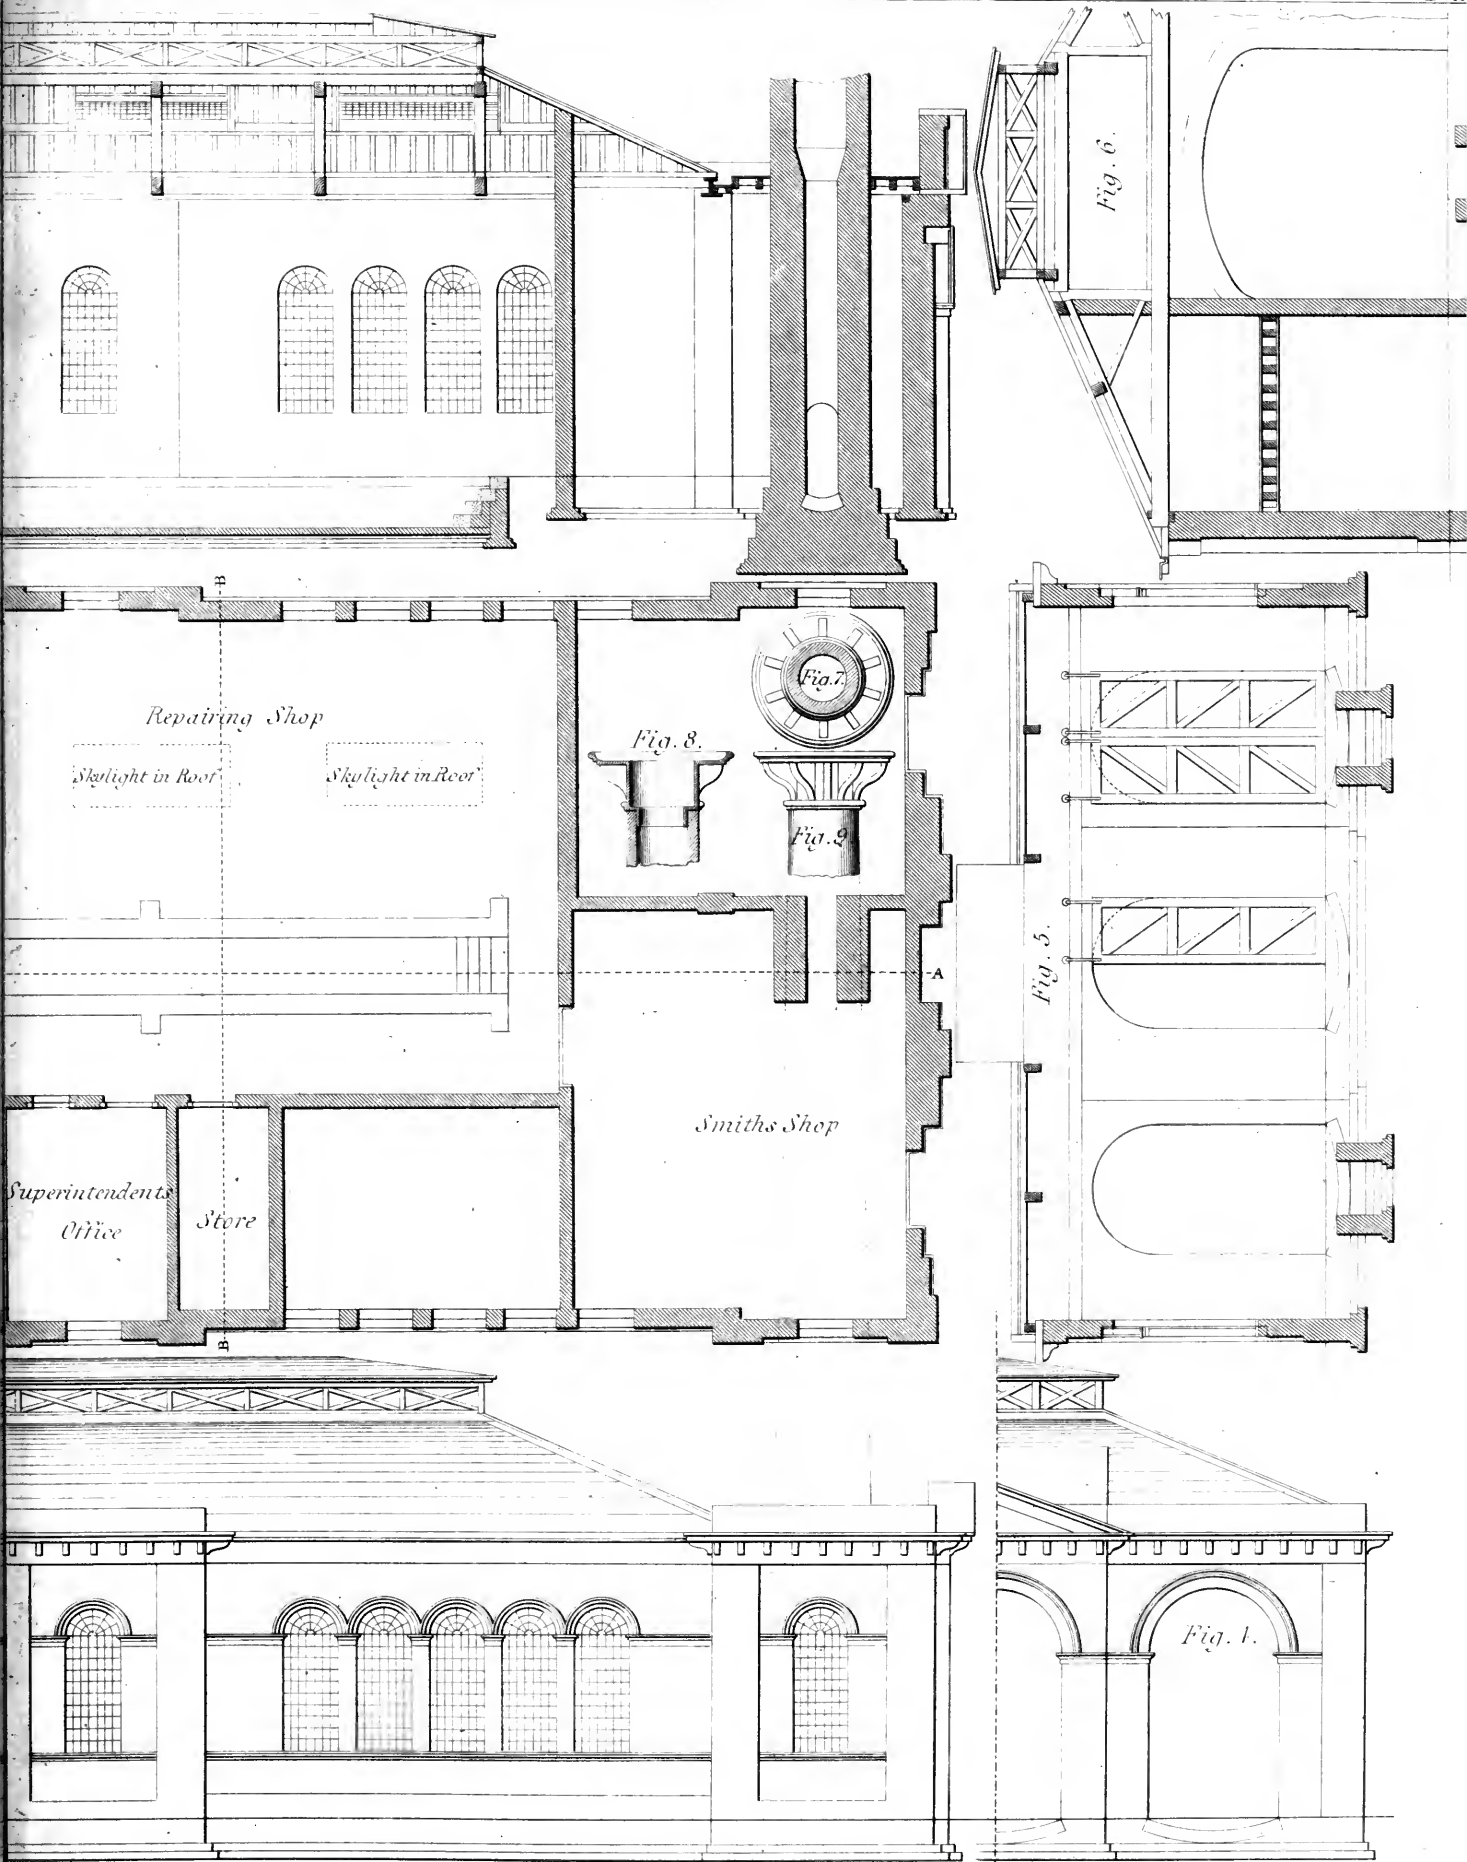 Fig. 6.
B
Repairing Shop
Skylight in Roof
Skylight in Roof
Fig. 7.
Fig. 8.
Fig. 9
A
Fig. 5.
Smiths Shop
Superintendents
Office
Store
B
Fig. 4.